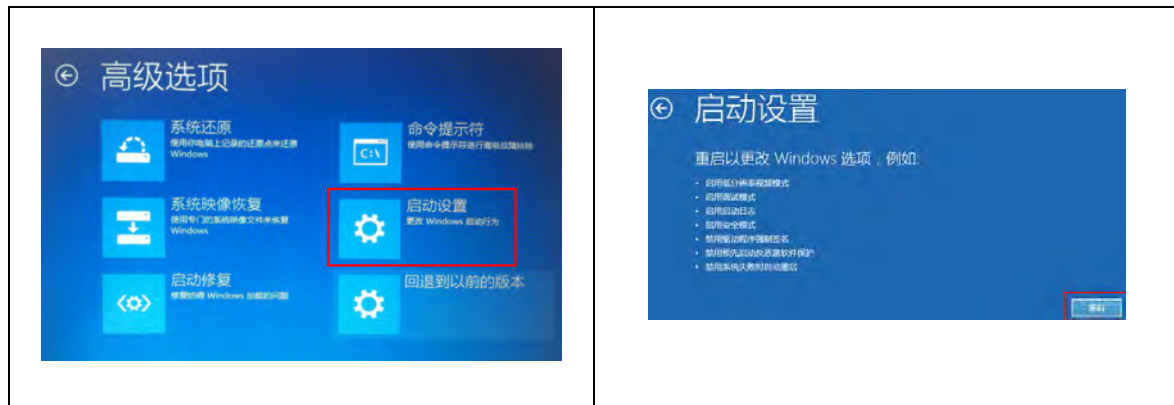 高级选项
系统还原
使用你电脑上记录的还原点来还原
Windows
命令提示符
使用命令提示符进行高级故障排除
C:\
系统映像恢复
使用专门的系统映像文件来恢复
Windows
启动设置
更改 Windows 启动行为
启动修复
修复妨碍 Windows 加载的问题
回退到以前的版本
启动设置
重启以更改 Windows 选项，例如:
• 启用低分辨率视频模式
• 启用调试模式
• 启用启动日志
• 启用安全模式
• 禁用驱动程序强制签名
• 禁用预先启动反恶意软件保护
• 禁用系统失败时自动重启
重启